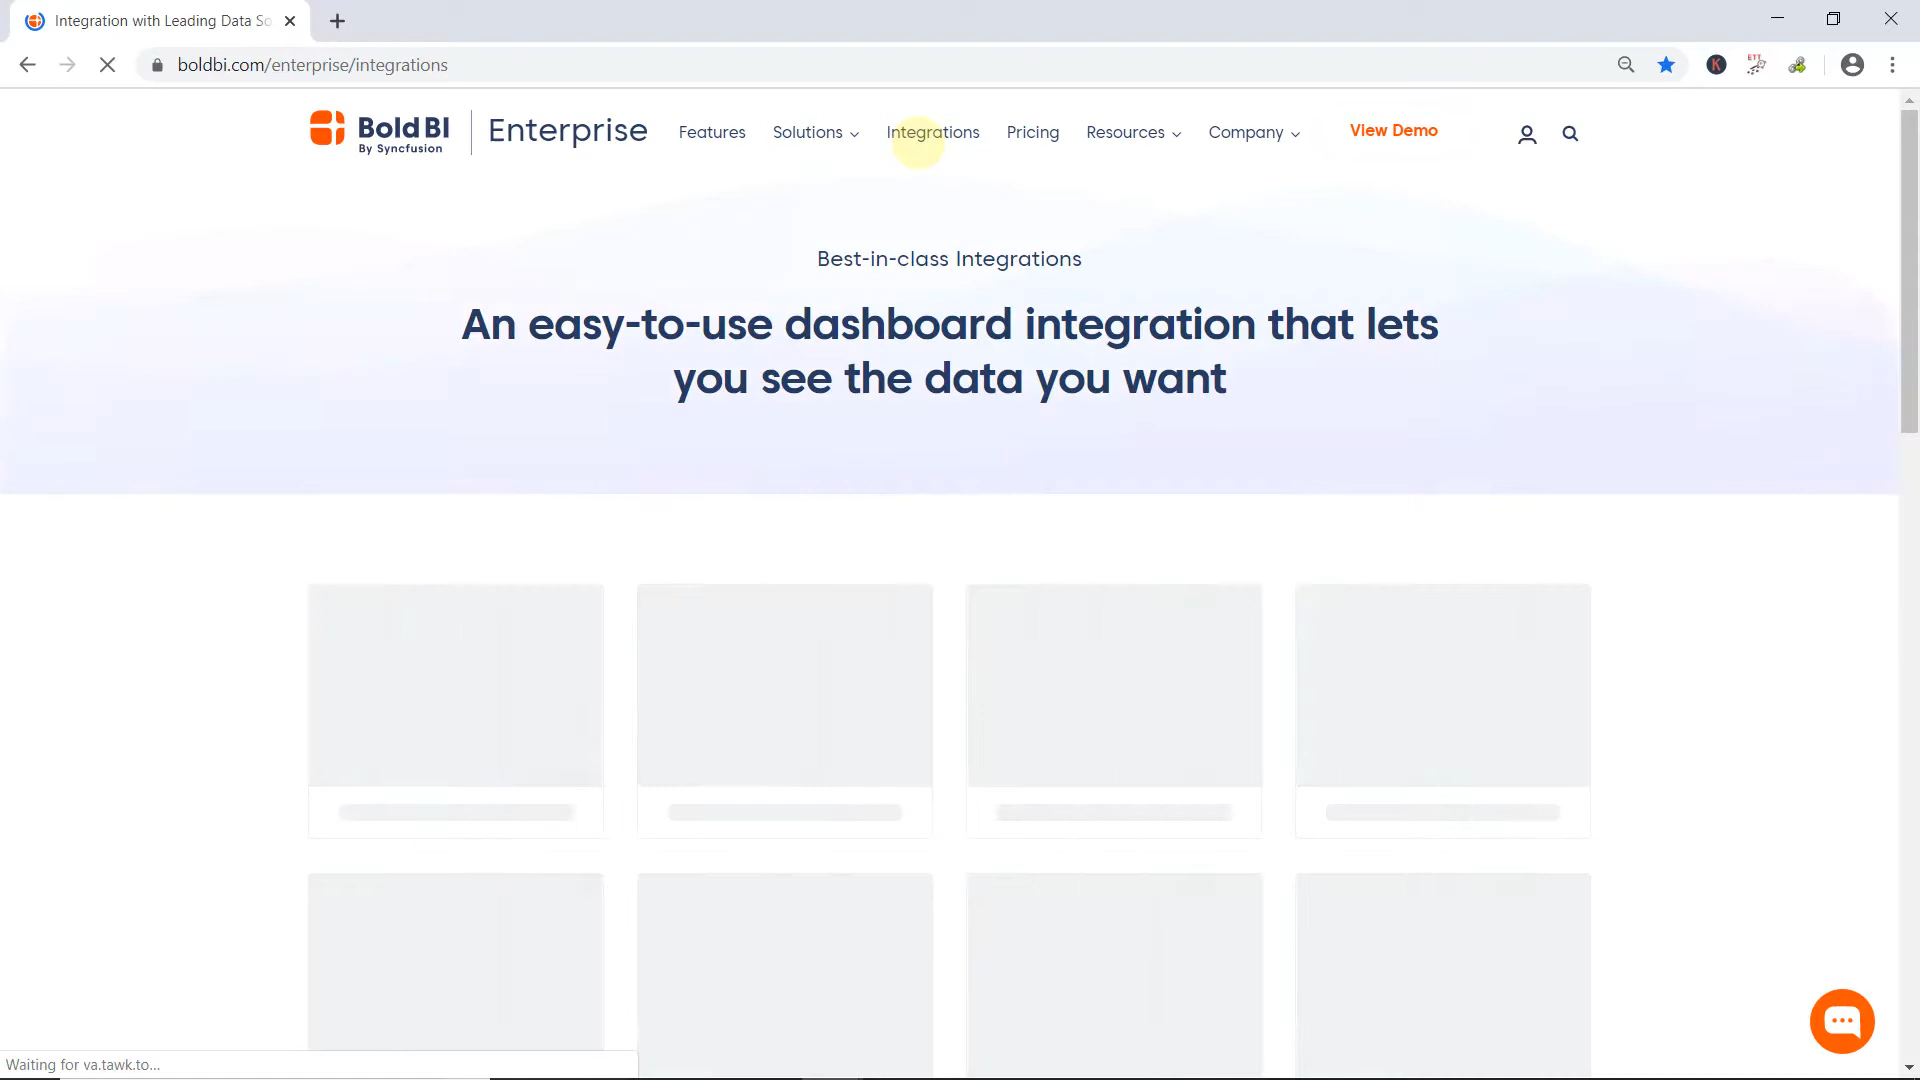 Integration with Leading Data So
boldbi.com/enterprise/integrations
K
ETT
Bold BI
By Syncfusion
Enterprise
Features
Solutions
Integrations
Pricing
Resources
Company
View Demo
Best-in-class Integrations
An easy-to-use dashboard integration that lets
you see the data you want
Waiting for va.tawk.to...